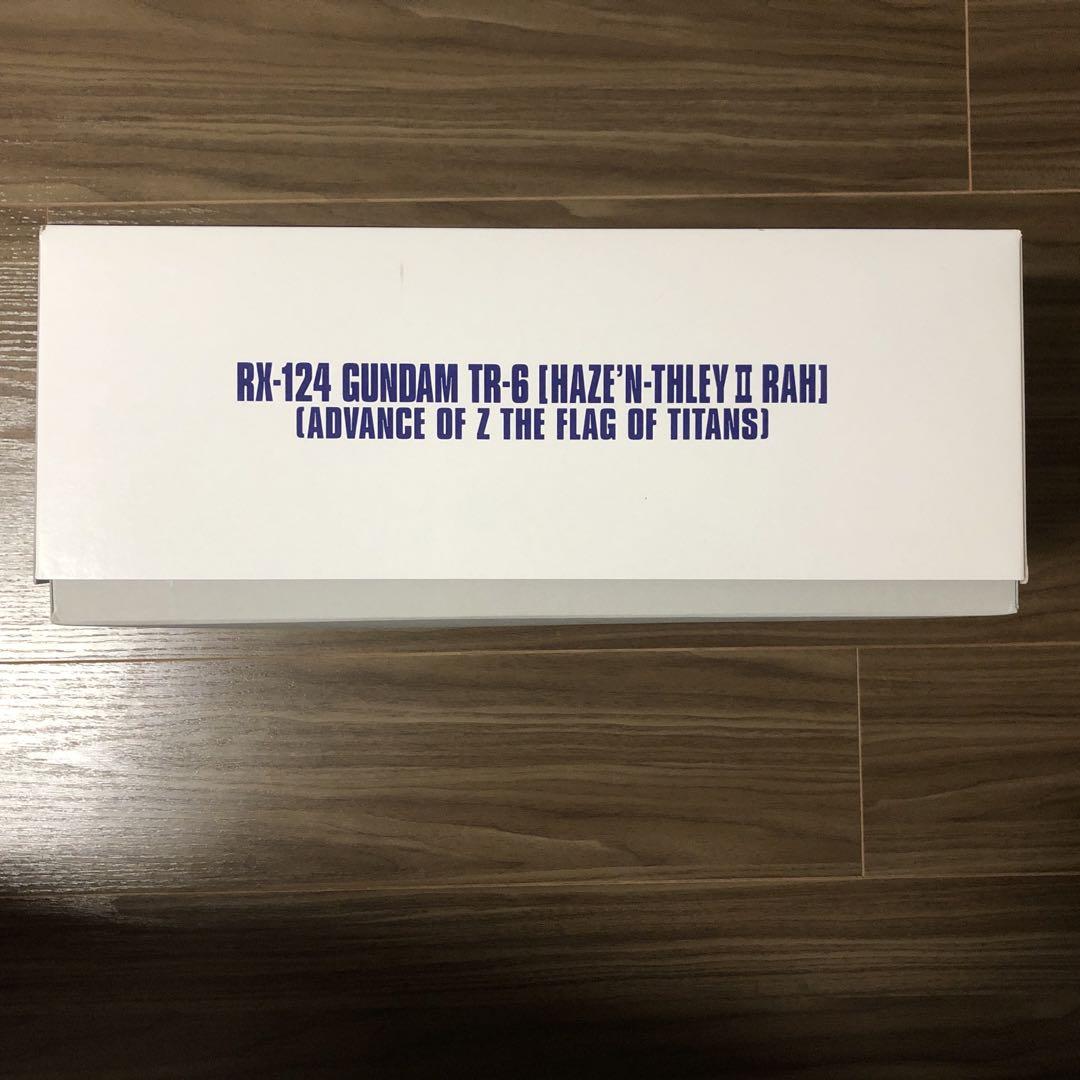 RX-124 GUNDAM TR-6 [HAZE'N-THLEY II RAH]
(ADVANCE OF Z THE FLAG OF TITANS)